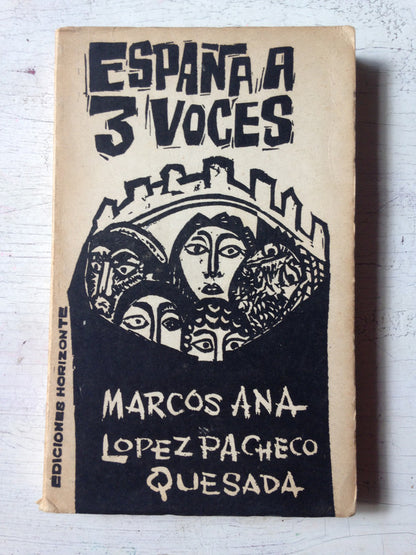 ESPAÑA A
3 VOCES
MARCOS ANA
LOPEZ PACHECO
QUESADA
EDICIONES HORIZONTE